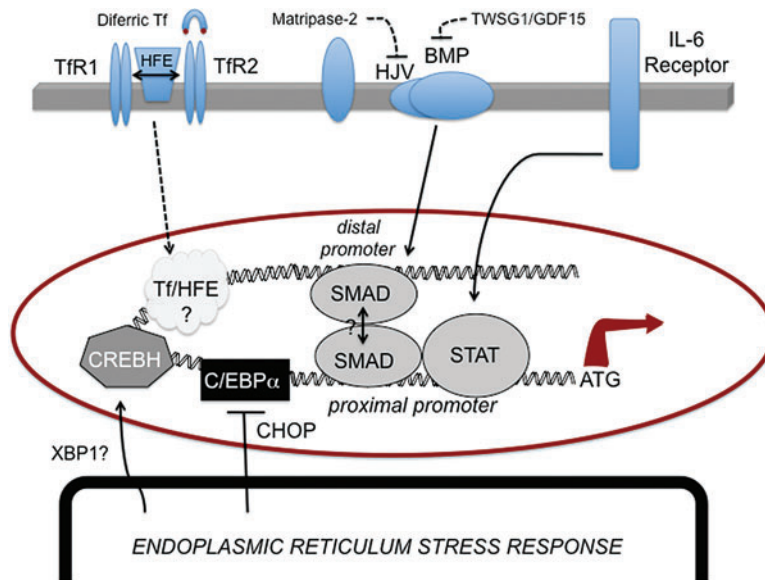 Diferric Tf
Matripase-2
TWSG1/GDF15
IL-6
Receptor
TfR1
HFE
TfR2
HJV
BMP
distal
promoter
Tf/HFE
?
SMAD
?
CREBH
C/EBPα
SMAD
STAT
ATG
proximal promoter
CHOP
XBP1?
ENDOPLASMIC RETICULUM STRESS RESPONSE